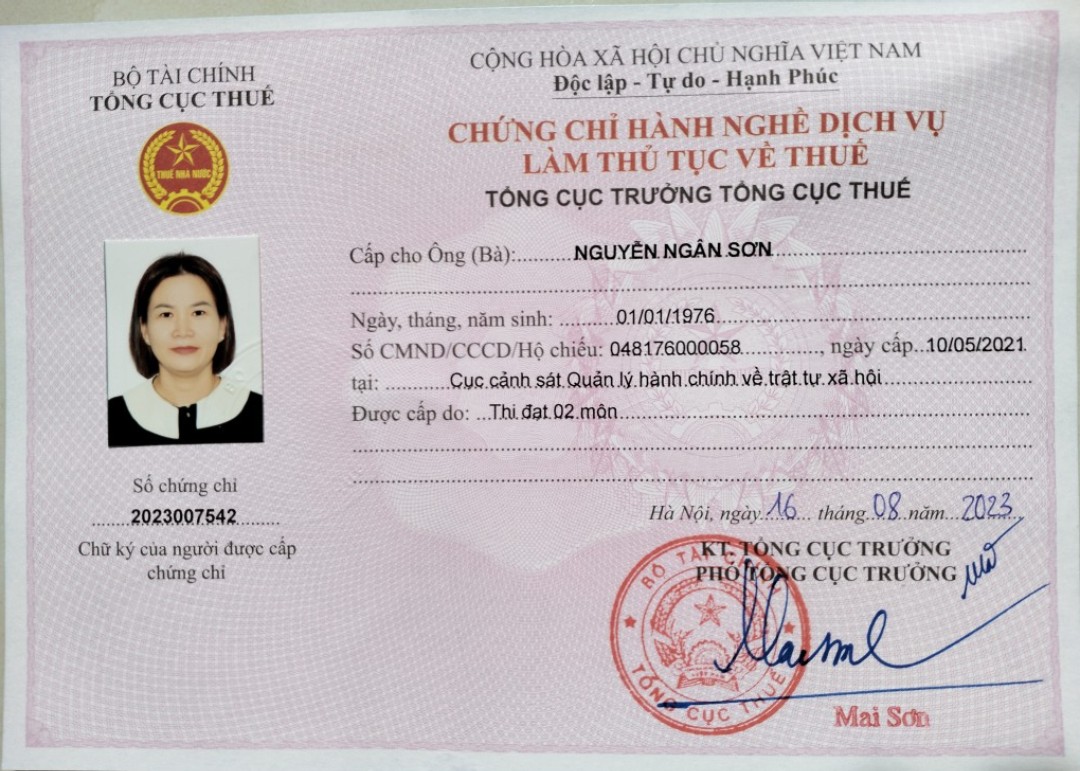 BỘ TÀI CHÍNH
TỔNG CỤC THUẾ
THUẾ NHÀ NƯỚC
CỘNG HÒA XÃ HỘI CHỦ NGHĨA VIỆT NAM
Độc lập - Tự do - Hạnh Phúc
CHỨNG CHỈ HÀNH NGHỀ DỊCH VỤ
LÀM THỦ TỤC VỀ THUẾ
TỔNG CỤC TRƯỞNG TỔNG CỤC THUẾ
Cấp cho Ông (Bà):..........NGUYỄN NGÂN SƠN
Ngày, tháng, năm sinh: ..........01/01/1976
Số CMND/CCCD/Hộ chiếu: 048176000058.............., ngày cấp..10/05/2021
tại: ..........Cục cảnh sát Quản lý hành chính về trật tự xã hội
Được cấp do: ...Thi đạt 02 môn
Số chứng chỉ
2023007542
Chữ ký của người được cấp
chứng chỉ
Hà Nội, ngày 16 tháng 08 năm 2023
KT. TỔNG CỤC TRƯỞNG
PHÓ TỔNG CỤC TRƯỞNG
BỘ TÀI CHÍNH
TỔNG CỤC THUẾ
Mai Sơn